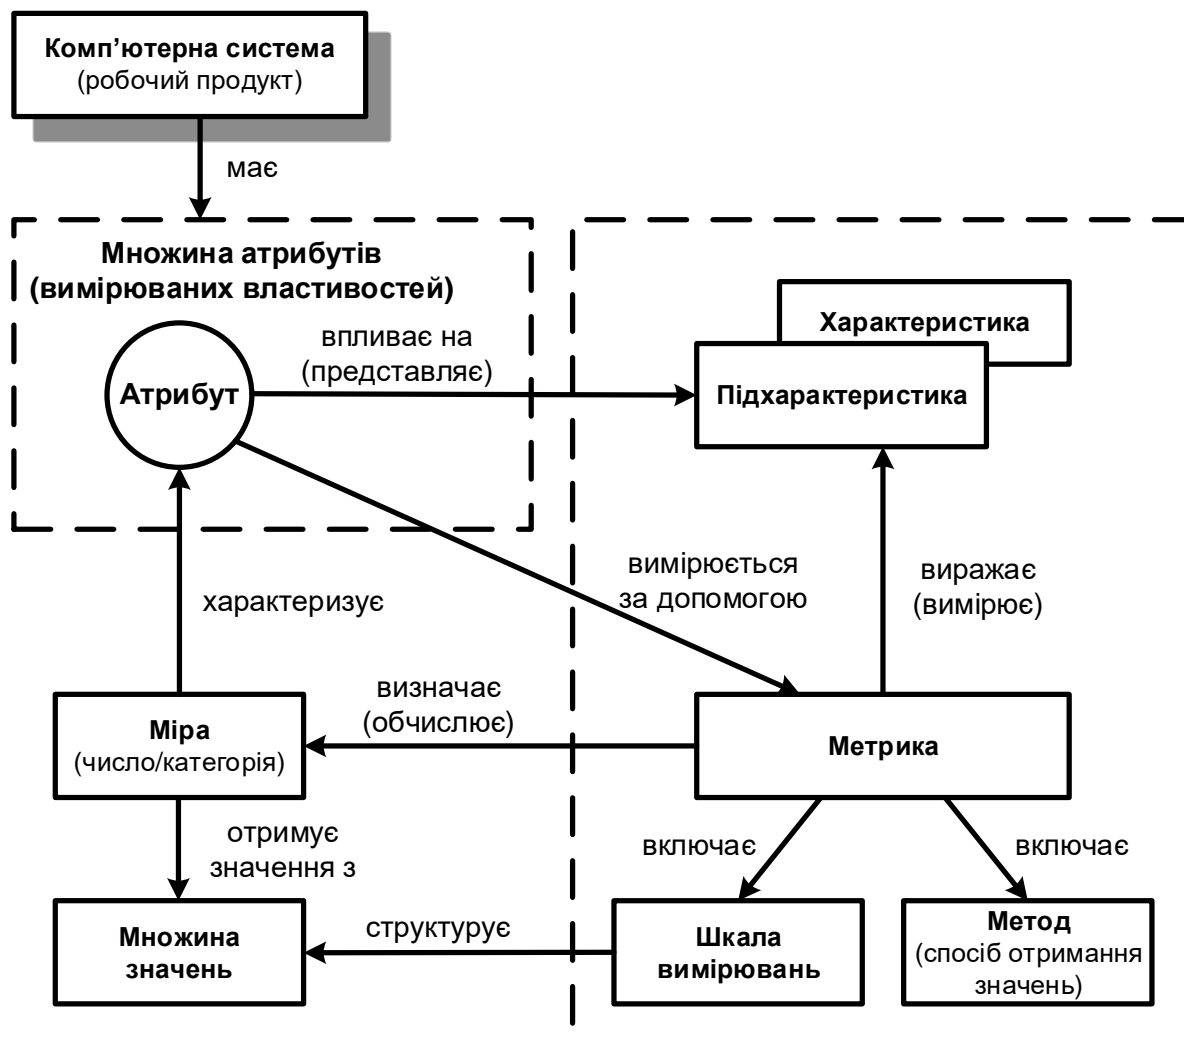 Комп’ютерна система
(робочий продукт)
має
Множина атрибутів
(вимірюваних властивостей)
впливає на
(представляє)
Атрибут
Характеристика
Підхарактеристика
вимірюється
за допомогою
виражає
(вимірює)
характеризує
визначає
(обчислює)
Міра
(число/категорія)
Метрика
отримує
значення з
включає
включає
Множина
значень
структурує
Шкала
вимірювань
Метод
(спосіб отримання
значень)